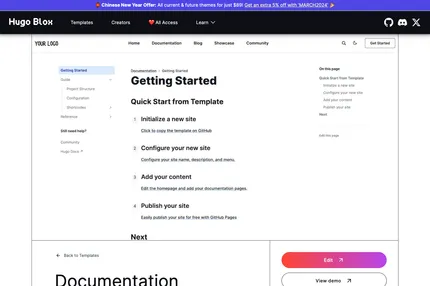 Chinese New Year Offer: All current & future themes for just $89! Get an extra 5% off with 'MARCH2024'
Hugo Blox
Templates
Creators
All Access
Learn
YOUR LOGO
Home
Documentation
Blog
Showcase
Community
Get Started
Getting Started
Guide
Project Structure
Configuration
Shortcodes
Reference
Still need help?
Community
Hugo Docs
Documentation
Getting Started
Getting Started
Quick Start from Template
1
Initialize a new site
Click to copy the template on GitHub
2
Configure your new site
Configure your site name, description, and menu.
3
Add your content
Edit the homepage and add your documentation pages.
4
Publish your site
Easily publish your site for free with GitHub Pages
Next
On this page
Quick Start from Template
Initialize a new site
Configure your new site
Add your content
Publish your site
Next
Edit this page
Back to Templates
Documentation
Edit
View demo